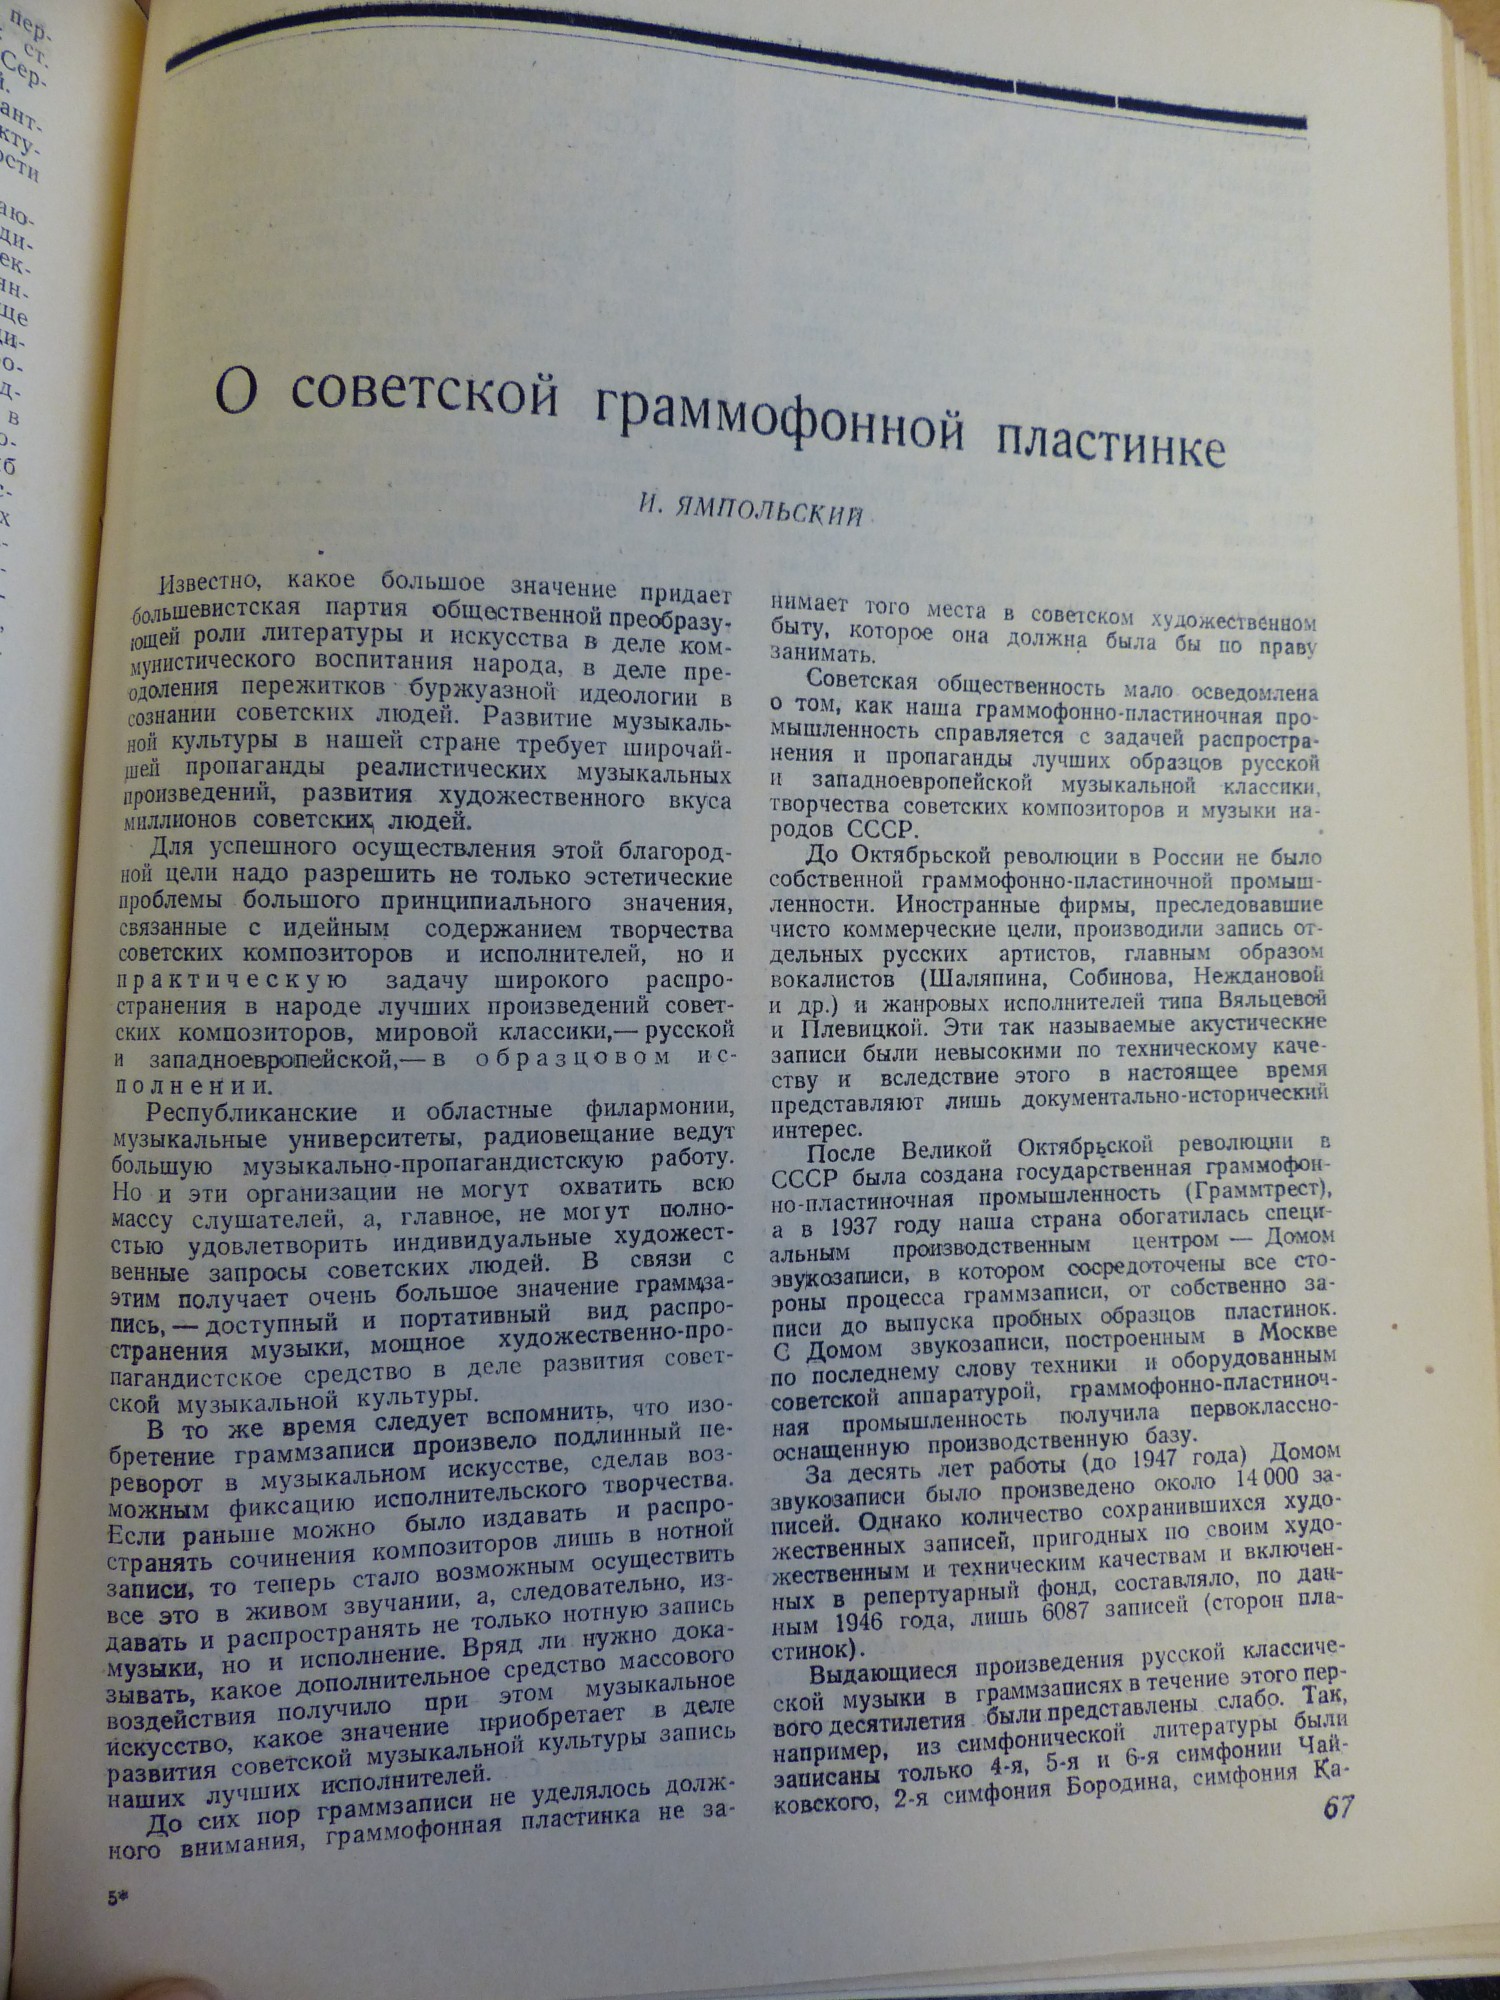 пер-
ст.
Сер-
ант-
кту-
ости
аю-
ди-
ек-
ян-
ще
о-
д-
в
б
х
О советской граммофонной пластинке
И. ЯМПОЛЬСКИЙ
Известно, какое большое значение придает
большевистская партия общественной преобразу-
ющей роли литературы и искусства в деле ком-
мунистического воспитания народа, в деле пре-
одоления пережитков буржуазной идеологии в
сознании советских людей. Развитие музыкаль-
ной культуры в нашей стране требует широчай-
шей пропаганды реалистических музыкальных
произведений, развития художественного вкуса
миллионов советских людей.
Для успешного осуществления этой благород-
ной цели надо разрешить не только эстетические
проблемы большого принципиального значения,
связанные с идейным содержанием творчества
советских композиторов и исполнителей, но и
практическую задачу широкого распро-
странения в народе лучших произведений совет-
ских композиторов, мировой классики,— русской
и западноевропейской,— в образцовом ис-
полнении.
Республиканские и областные филармонии,
музыкальные университеты, радиовещание ведут
большую музыкально-пропагандистскую работу.
Но и эти организации не могут охватить всю
массу слушателей, а, главное, не могут полно-
стью удовлетворить индивидуальные художест-
венные запросы советских людей. В связи с
этим получает очень большое значение граммза-
пись, — доступный и портативный вид распро-
странения музыки, мощное художественно-про-
пагандистское средство в деле развития совет-
ской музыкальной культуры.
В то же время следует вспомнить, что изо-
бретение граммзаписи произвело подлинный пе-
реворот в музыкальном искусстве, сделав воз-
можным фиксацию исполнительского творчества.
Если раньше можно было издавать и распро-
странять сочинения композиторов лишь в нотной
записи, то теперь стало возможным осуществить
все это в живом звучании, а, следовательно, из-
давать и распространять не только нотную запись
музыки, но и исполнение. Вряд ли нужно дока-
зывать, какое дополнительное средство массового
воздействия получило при этом музыкальное
искусство, какое значение приобретает в деле
развития советской музыкальной культуры запись
наших лучших исполнителей.
До сих пор граммзаписи не уделялось долж-
ного внимания, граммофонная пластинка не за-
5*
нимает того места в советском художественном
быту, которое она должна была бы по праву
занимать.
Советская общественность мало осведомлена
о том, как наша граммофонно-пластиночная про-
мышленность справляется с задачей распростра-
нения и пропаганды лучших образцов русской
и западноевропейской музыкальной классики,
творчества советских композиторов и музыки на-
родов СССР.
До Октябрьской революции в России не было
собственной граммофонно-пластиночной промыш-
ленности. Иностранные фирмы, преследовавшие
чисто коммерческие цели, производили запись от-
дельных русских артистов, главным образом
вокалистов (Шаляпина, Собинова, Неждановой
и др.) и жанровых исполнителей типа Вяльцевой
и Плевицкой. Эти так называемые акустические
записи были невысокими по техническому каче-
ству и вследствие этого в настоящее время
представляют лишь документально-исторический
интерес.
После Великой Октябрьской революции в
СССР была создана государственная граммофон-
но-пластиночная промышленность (Граммтрест),
а в 1937 году наша страна обогатилась специ-
альным производственным центром — Домом
звукозаписи, в котором сосредоточены все сто-
роны процесса граммзаписи, от собственно за-
писи до выпуска пробных образцов пластинок.
С Домом звукозаписи, построенным в Москве
по последнему слову техники и оборудованным
советской аппаратурой, граммофонно-пластиноч-
ная промышленность получила первоклассно-
оснащенную производственную базу.
За десять лет работы (до 1947 года) Домом
звукозаписи было произведено около 14 000 за-
писей. Однако количество сохранившихся худо-
жественных записей, пригодных по своим худо-
жественным и техническим качествам и включен-
ных в репертуарный фонд, составляло, по дан-
ным 1946 года, лишь 6087 записей (сторон пла-
стинок).
Выдающиеся произведения русской классиче-
ской музыки в граммзаписях в течение этого пер-
вого десятилетия были представлены слабо. Так,
например, из симфонической литературы были
записаны только 4-я, 5-я и 6-я симфонии Чай-
ковского, 2-я симфония Бородина, симфония Ка-
67